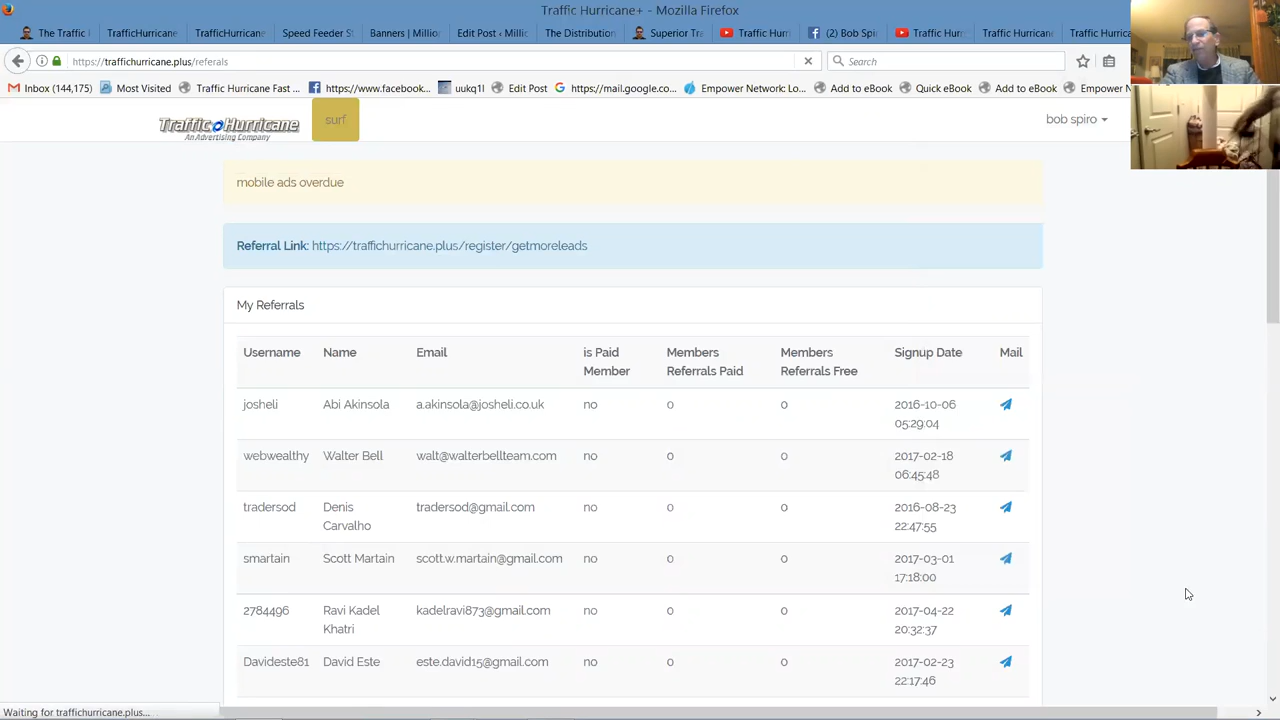 Traffic Hurricane+ - Mozilla Firefox
The Traffic I TrafficHurricane TrafficHurricane Speed Feeder St Banners | Million Edit Post ‹ Millic The Distribution Superior Tra Traffic Hurr (2) Bob Spir Traffic Hurr Traffic Hurricane Traffic Hurric
https://traffichurricane.plus/referals Search
Inbox (144,175) Most Visited Traffic Hurricane Fast ... https://www.facebook... uukq1l Edit Post https://mail.google.co... Empower Network: Lo... Add to eBook Quick eBook Add to eBook Empower N
Traffic Hurricane
An Advertising Company
surf
bob spiro
mobile ads overdue
Referral Link: https://traffichurricane.plus/register/getmoreleads
My Referrals
Username Name Email is Paid Member Members Referrals Paid Members Referrals Free Signup Date Mail
josheli Abi Akinsola a.akinsola@josheli.co.uk no 0 0 2016-10-06 05:29:04
webwealthy Walter Bell walt@walterbellteam.com no 0 0 2017-02-18 06:45:48
tradersod Denis Carvalho tradersod@gmail.com no 0 0 2016-08-23 22:47:55
smartain Scott Martain scott.w.martain@gmail.com no 0 0 2017-03-01 17:18:00
2784496 Ravi Kadel Khatri kadelravi873@gmail.com no 0 0 2017-04-22 20:32:37
Davideste81 David Este este.david15@gmail.com no 0 0 2017-02-23 22:17:46
Waiting for traffichurricane.plus...